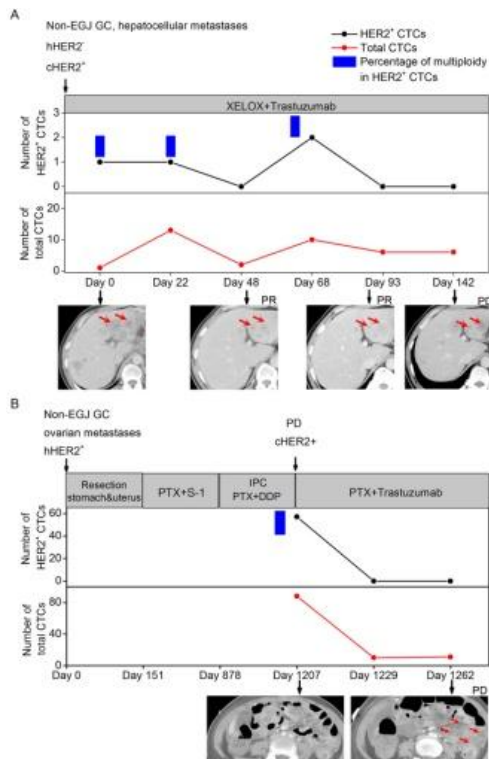 A
Non-EGJ GC, hepatocellular metastases
hHER2-
cHER2+
HER2+ CTCs
Total CTCs
Percentage of multiploidy
in HER2+ CTCs
XELOX+Trastuzumab
Number of
HER2+ CTCs
3
2
1
0
Number of
total CTCs
20
10
0
Day 0 Day 22 Day 48 Day 68 Day 93 Day 142
PR PR PD
B
Non-EGJ GC
ovarian metastases
hHER2+
PD
cHER2+
Resection
stomach&uterus
PTX+S-1
IPC
PTX+DDP
PTX+Trastuzumab
Number of
HER2+ CTCs
60
40
20
0
Number of
total CTCs
80
40
0
Day 0 Day 151 Day 878 Day 1207 Day 1229 Day 1262
PD